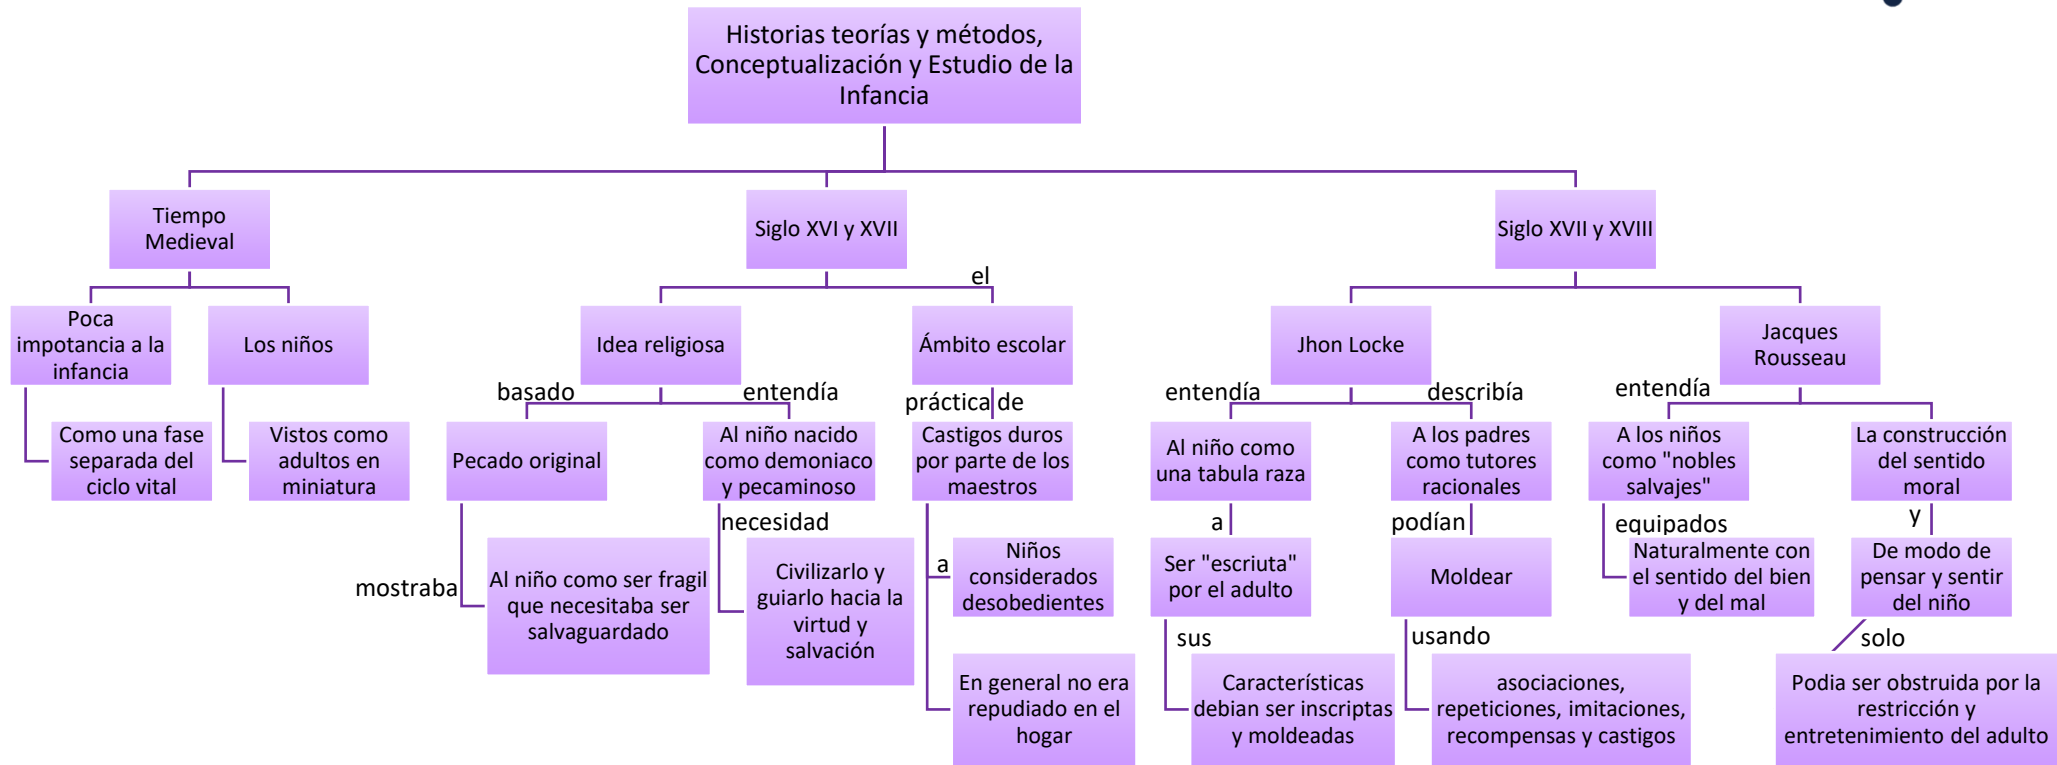 Historias teorías y métodos,
Conceptualización y Estudio de la
Infancia
Tiempo
Medieval
Siglo XVI y XVII
Siglo XVII y XVIII
el
Poca
impotancia a la
infancia
Los niños
Idea religiosa
Ámbito escolar
Jhon Locke
Jacques
Rousseau
basado
entendía
práctica de
entendía
describía
entendía
Como una fase
separada del
ciclo vital
Vistos como
adultos en
miniatura
Pecado original
Al niño nacido
como demoniaco
y pecaminoso
Castigos duros
por parte de los
maestros
Al niño como
una tabula raza
A los padres
como tutores
racionales
A los niños
como "nobles
salvajes"
La construcción
del sentido
moral
necesidad
a
podían
equipados
y
mostraba
Al niño como ser fragil
que necesitaba ser
salvaguardado
Civilizarlo y
guiarlo hacia la
virtud y
salvación
a
Niños
considerados
desobedientes
Ser "escriuta"
por el adulto
Moldear
Naturalmente con
el sentido del bien
y del mal
De modo de
pensar y sentir
del niño
sus
usando
solo
En general no era
repudiado en el
hogar
Características
debian ser inscriptas
y moldeadas
asociaciones,
repeticiones, imitaciones,
recompensas y castigos
Podia ser obstruida por la
restricción y
entretenimiento del adulto